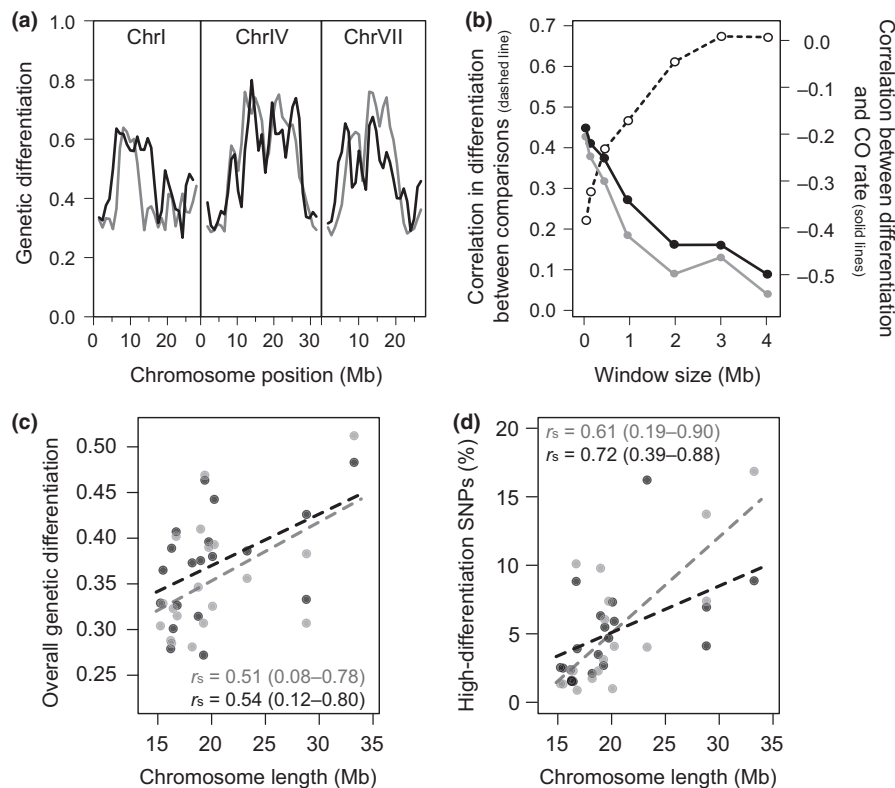 (a)
ChrI
ChrIV
ChrVII
1.0
0.8
0.6
0.4
0.2
0.0
Genetic differentiation
0
10
20
0
10
20
30
0
10
20
Chromosome position (Mb)
(b)
0.7
0.6
0.5
0.4
0.3
0.2
0.1
0.0
Correlation in differentiation
between comparisons (dashed line)
0.0
–0.1
–0.2
–0.3
–0.4
–0.5
Correlation between differentiation
and CO rate (solid lines)
0
1
2
3
4
Window size (Mb)
(c)
0.50
0.45
0.40
0.35
0.30
0.25
Overall genetic differentiation
rs = 0.51 (0.08–0.78)
rs = 0.54 (0.12–0.80)
15
20
25
30
35
Chromosome length (Mb)
(d)
20
15
10
5
0
High-differentiation SNPs (%)
rs = 0.61 (0.19–0.90)
rs = 0.72 (0.39–0.88)
15
20
25
30
35
Chromosome length (Mb)